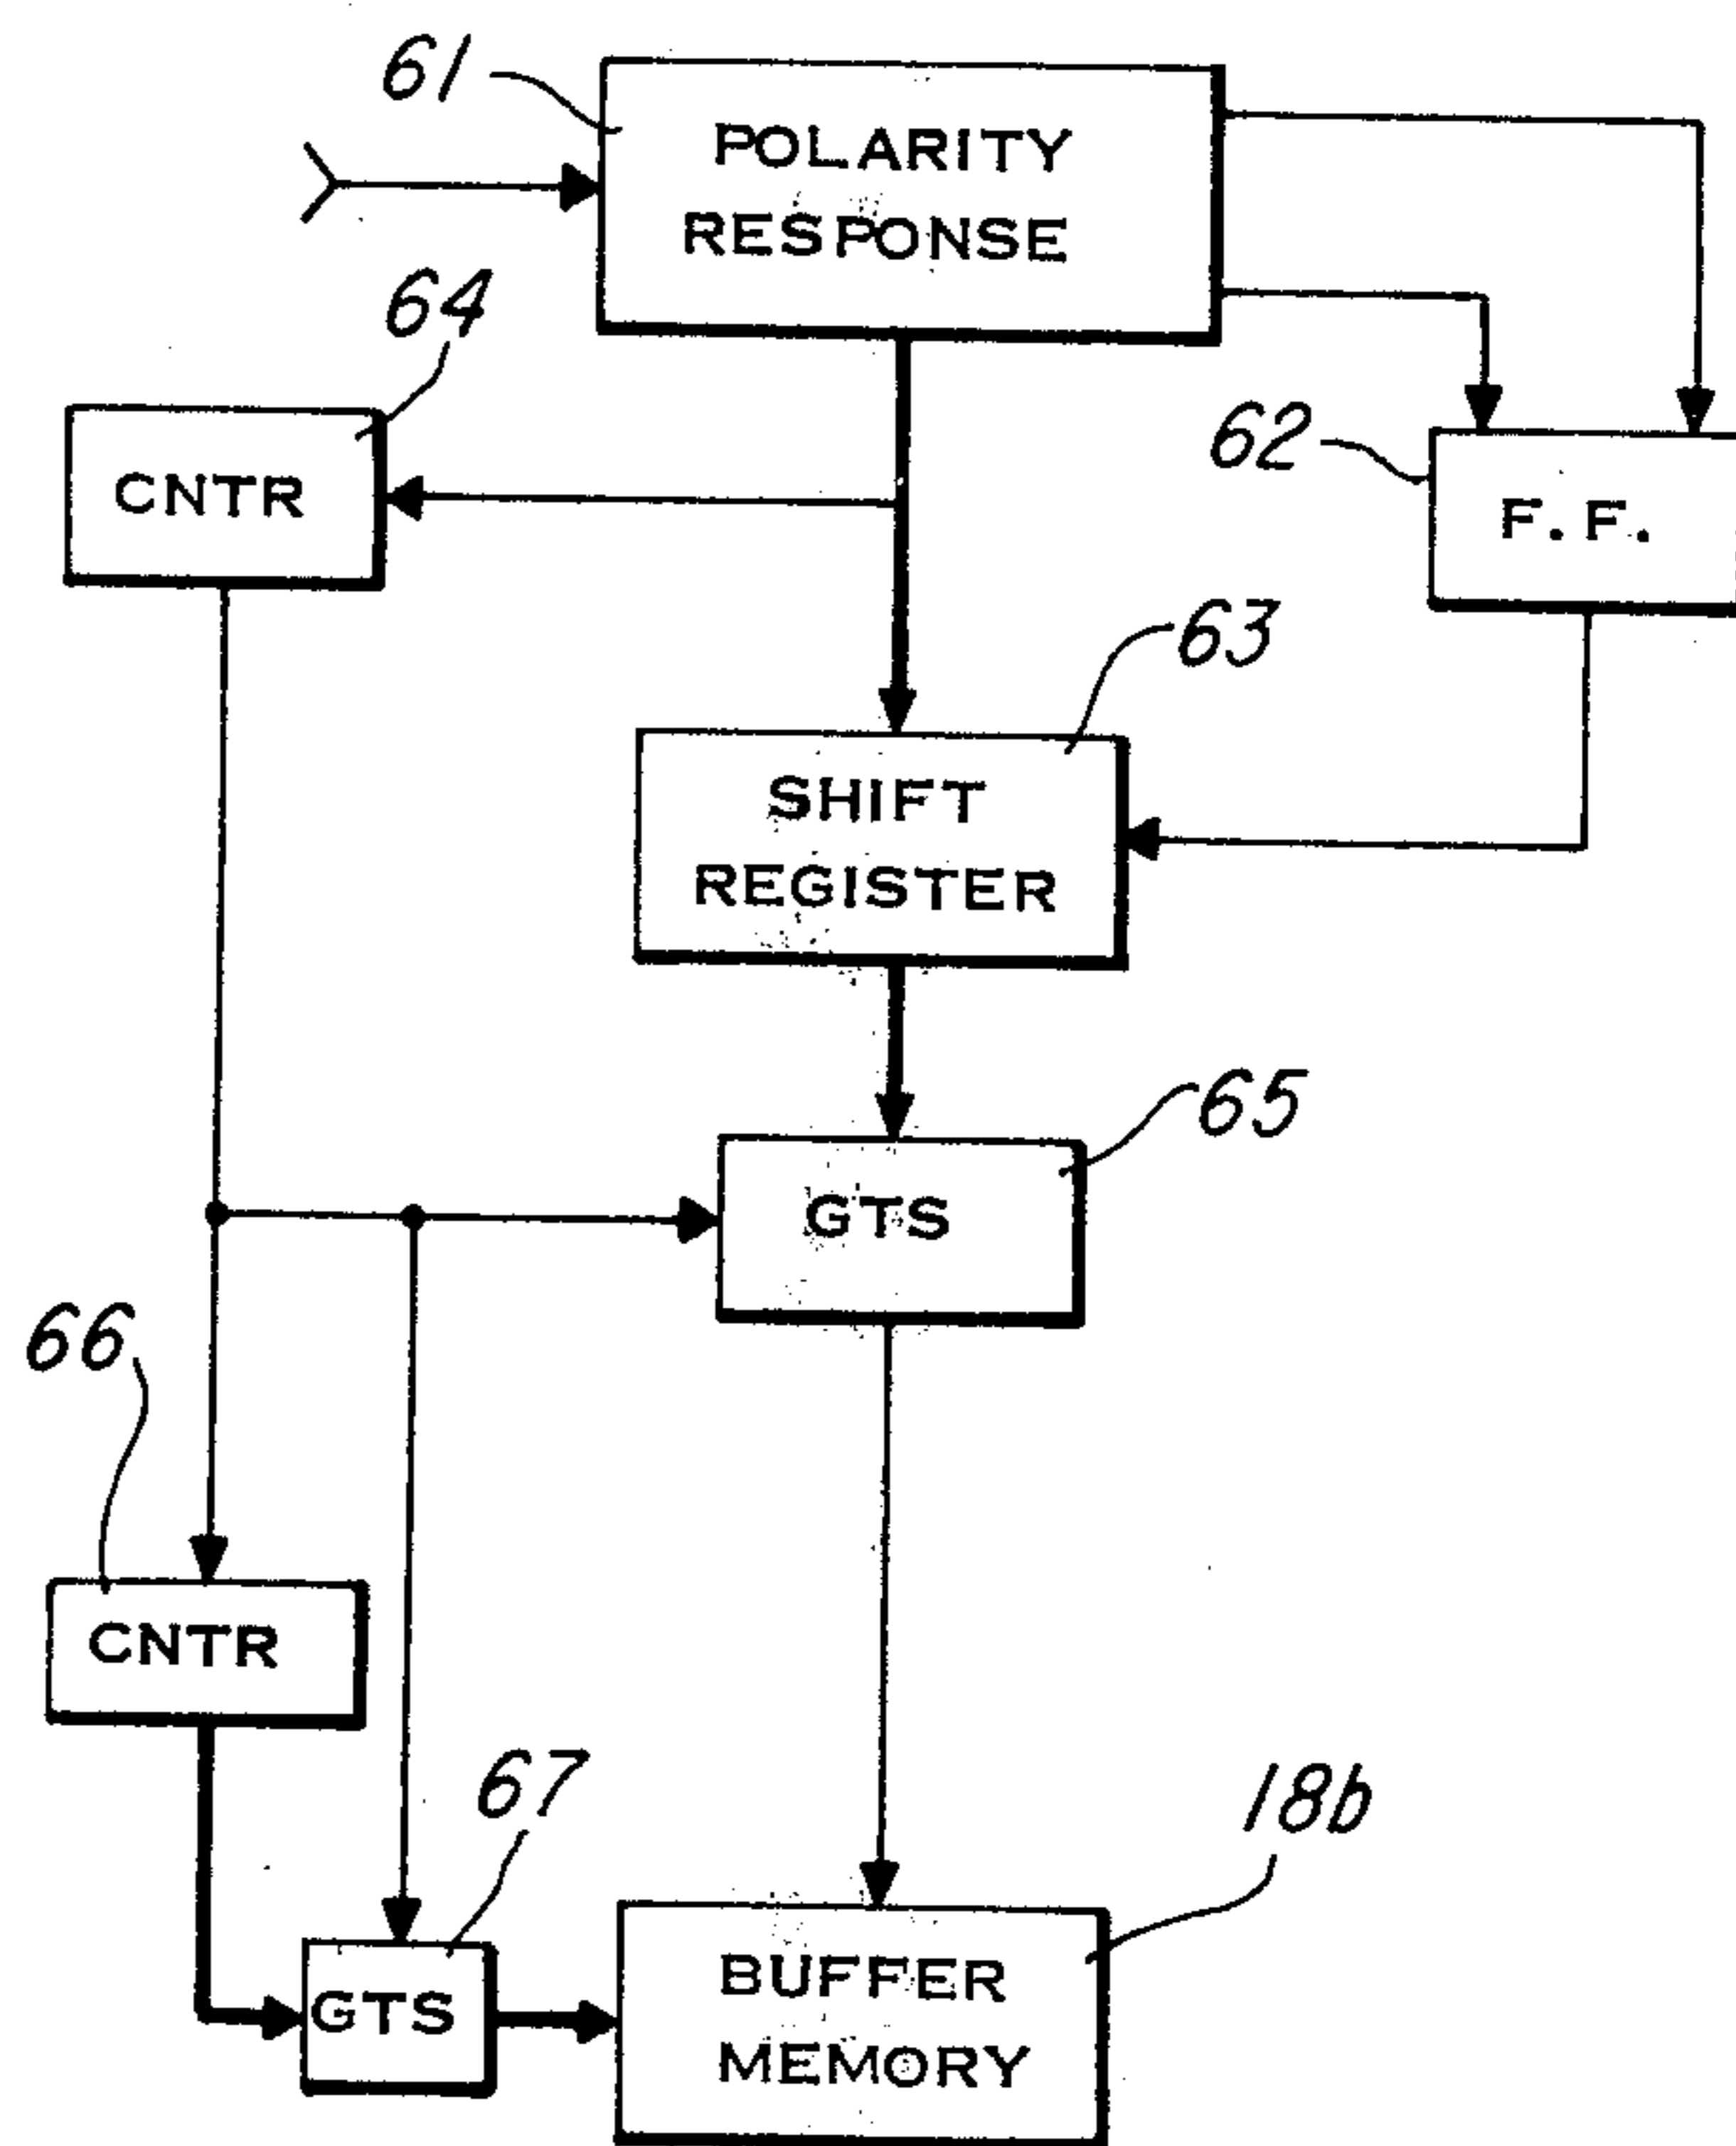 61
POLARITY
RESPONSE
64
CNTR
62
F.F.
63
SHIFT
REGISTER
65
GTS
66
CNTR
67
GTS
18b
BUFFER
MEMORY